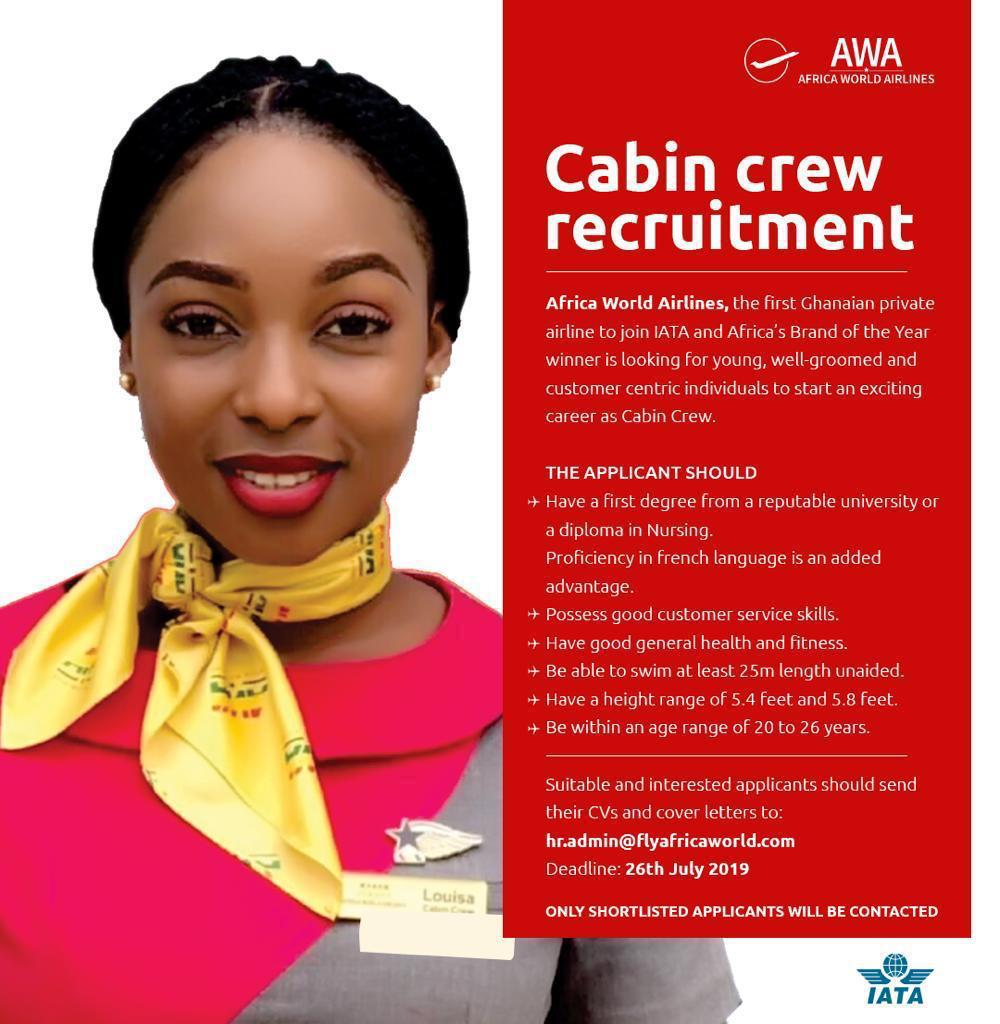 AWA
AFRICA WORLD AIRLINES
Cabin crew
recruitment
Africa World Airlines, the first Ghanaian private
airline to join IATA and Africa's Brand of the Year
winner is looking for young, well-groomed and
customer centric individuals to start an exciting
career as Cabin Crew.
THE APPLICANT SHOULD
Have a first degree from a reputable university or
a diploma in Nursing.
Proficiency in french language is an added
advantage.
Possess good customer service skills.
Have good general health and fitness.
Be able to swim at least 25m length unaided.
Have a height range of 5.4 feet and 5.8 feet.
Be within an age range of 20 to 26 years.
Suitable and interested applicants should send
their CVs and cover letters to:
hr.admin@flyafricaworld.com
Deadline: 26th July 2019
ONLY SHORTLISTED APPLICANTS WILL BE CONTACTED
Louisa
Cabin Crew
IATA